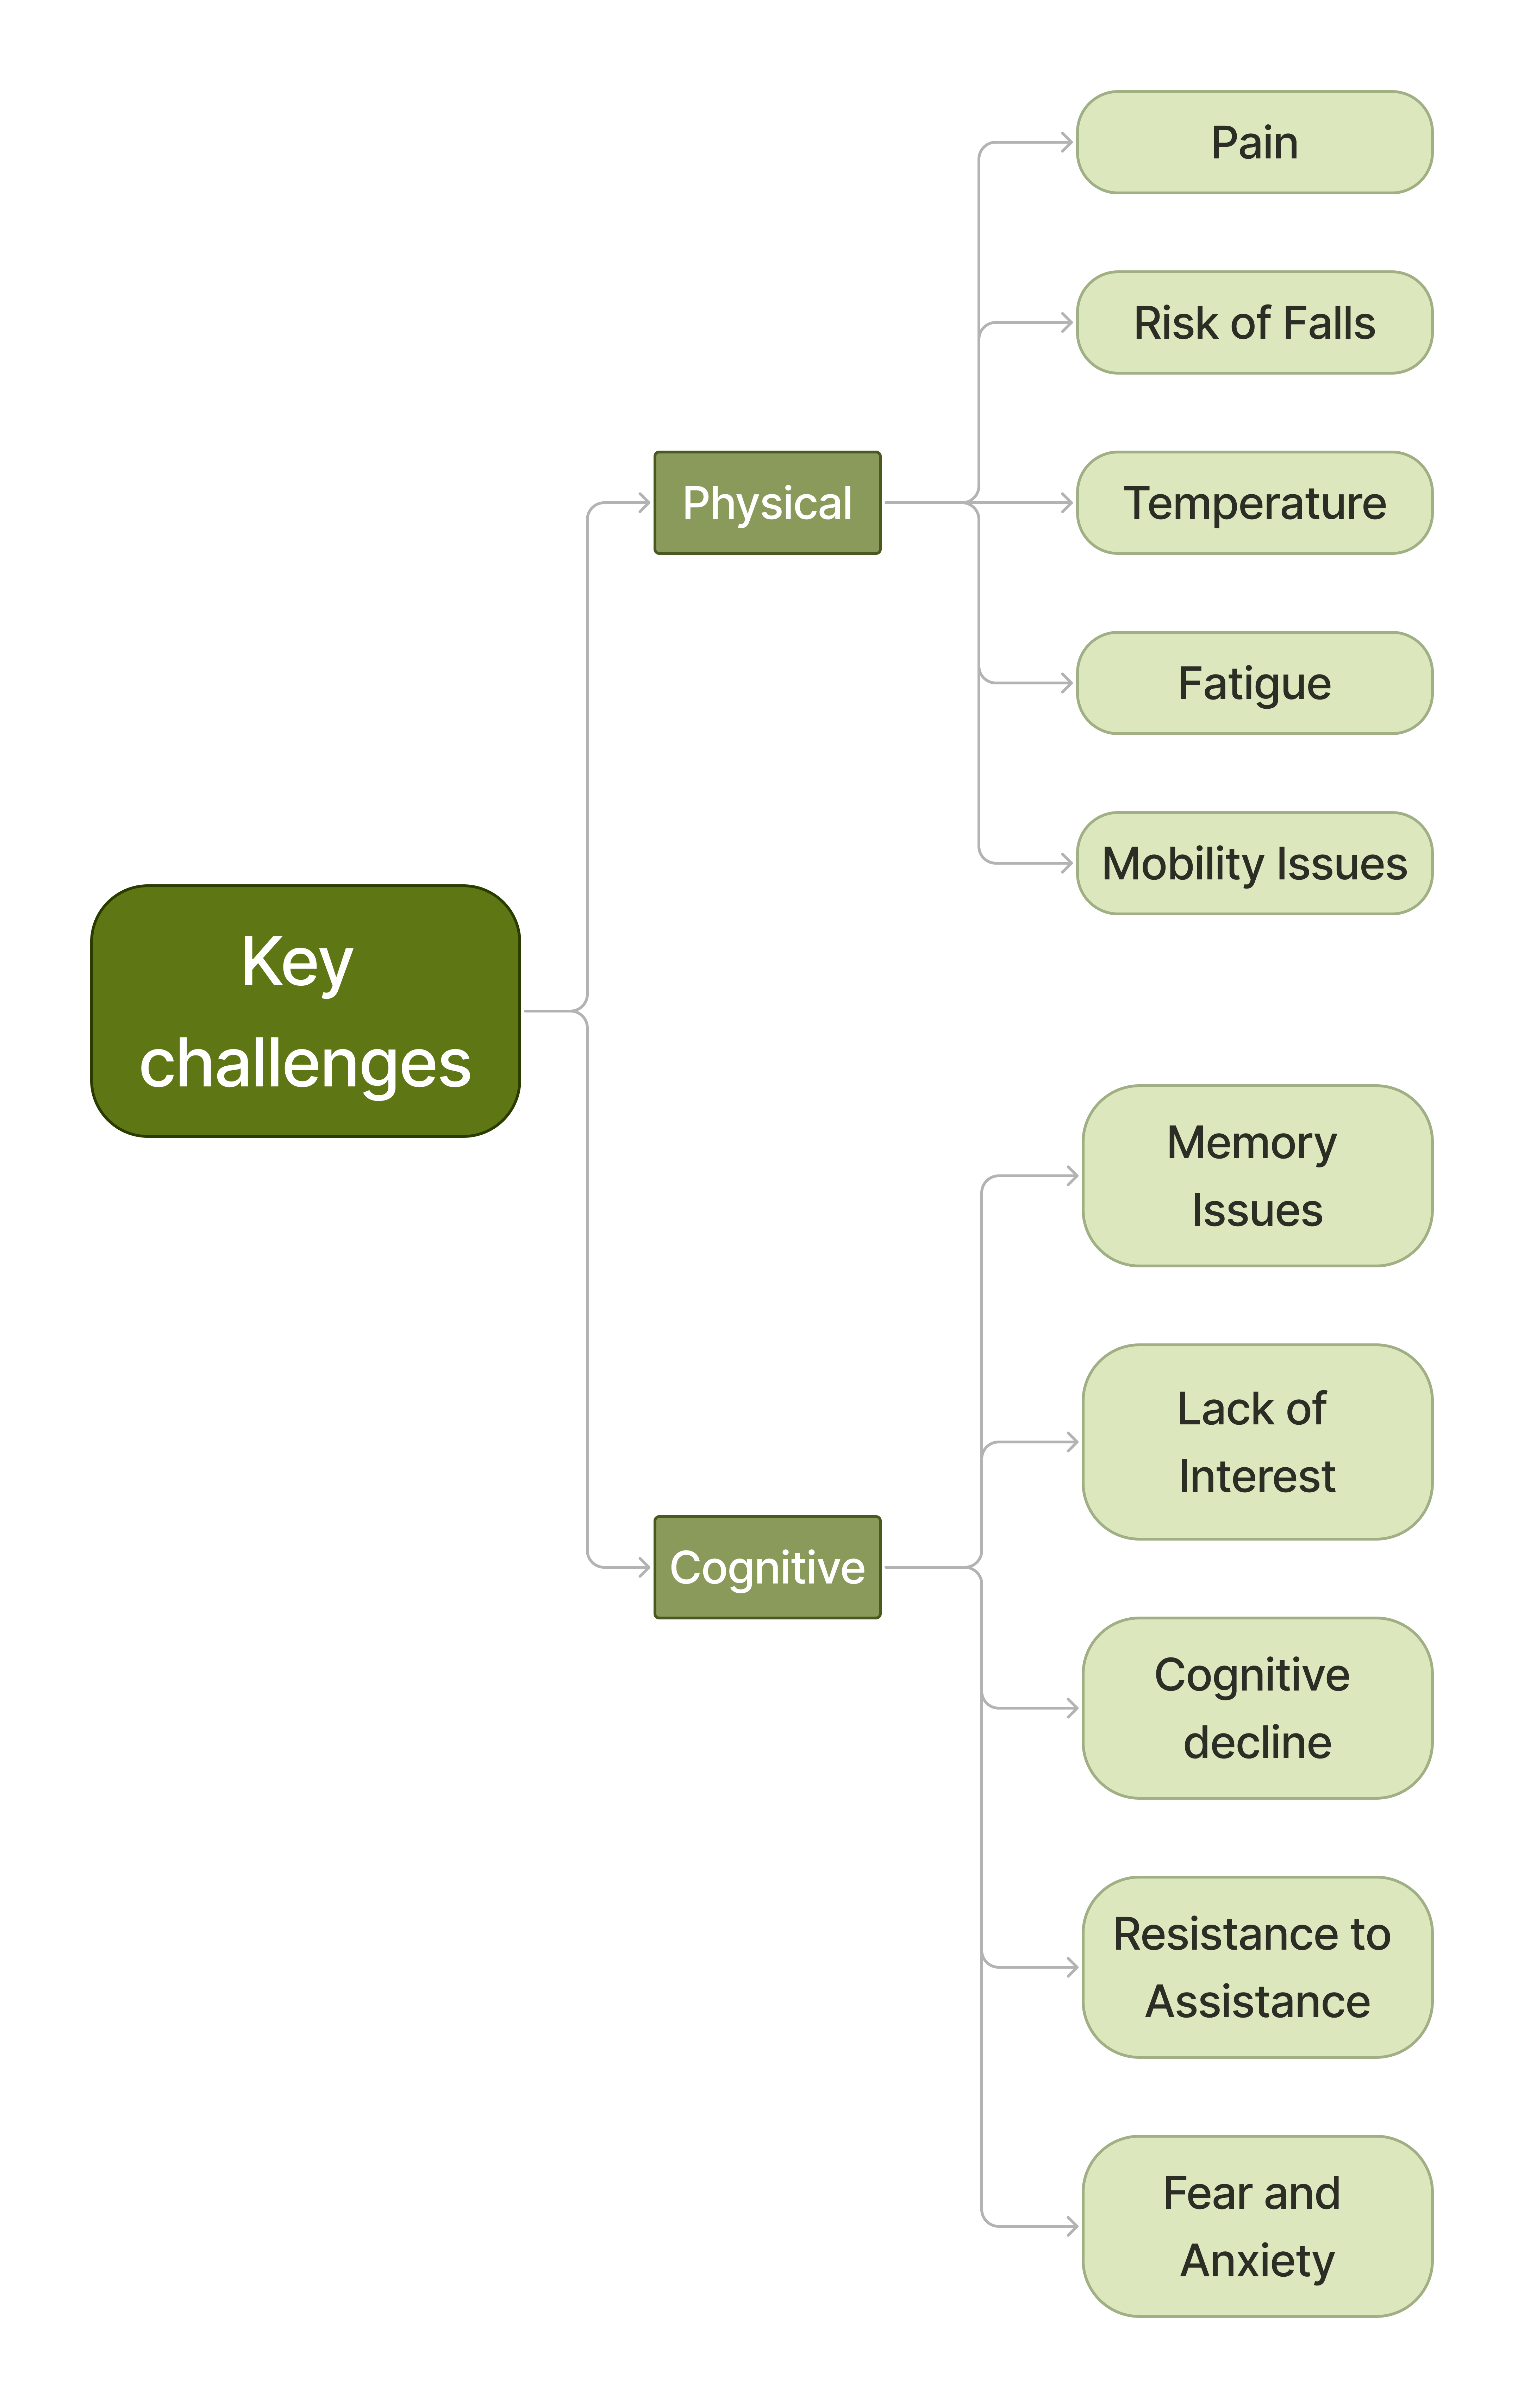 Key
challenges
Physical
Pain
Risk of Falls
Temperature
Fatigue
Mobility Issues
Cognitive
Memory
Issues
Lack of
Interest
Cognitive
decline
Resistance to
Assistance
Fear and
Anxiety